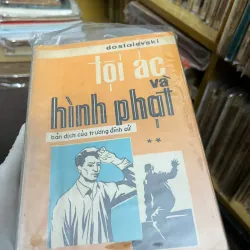 dostoievski
tội ác
và
hình phạt
bản dịch của trương đình cử
**